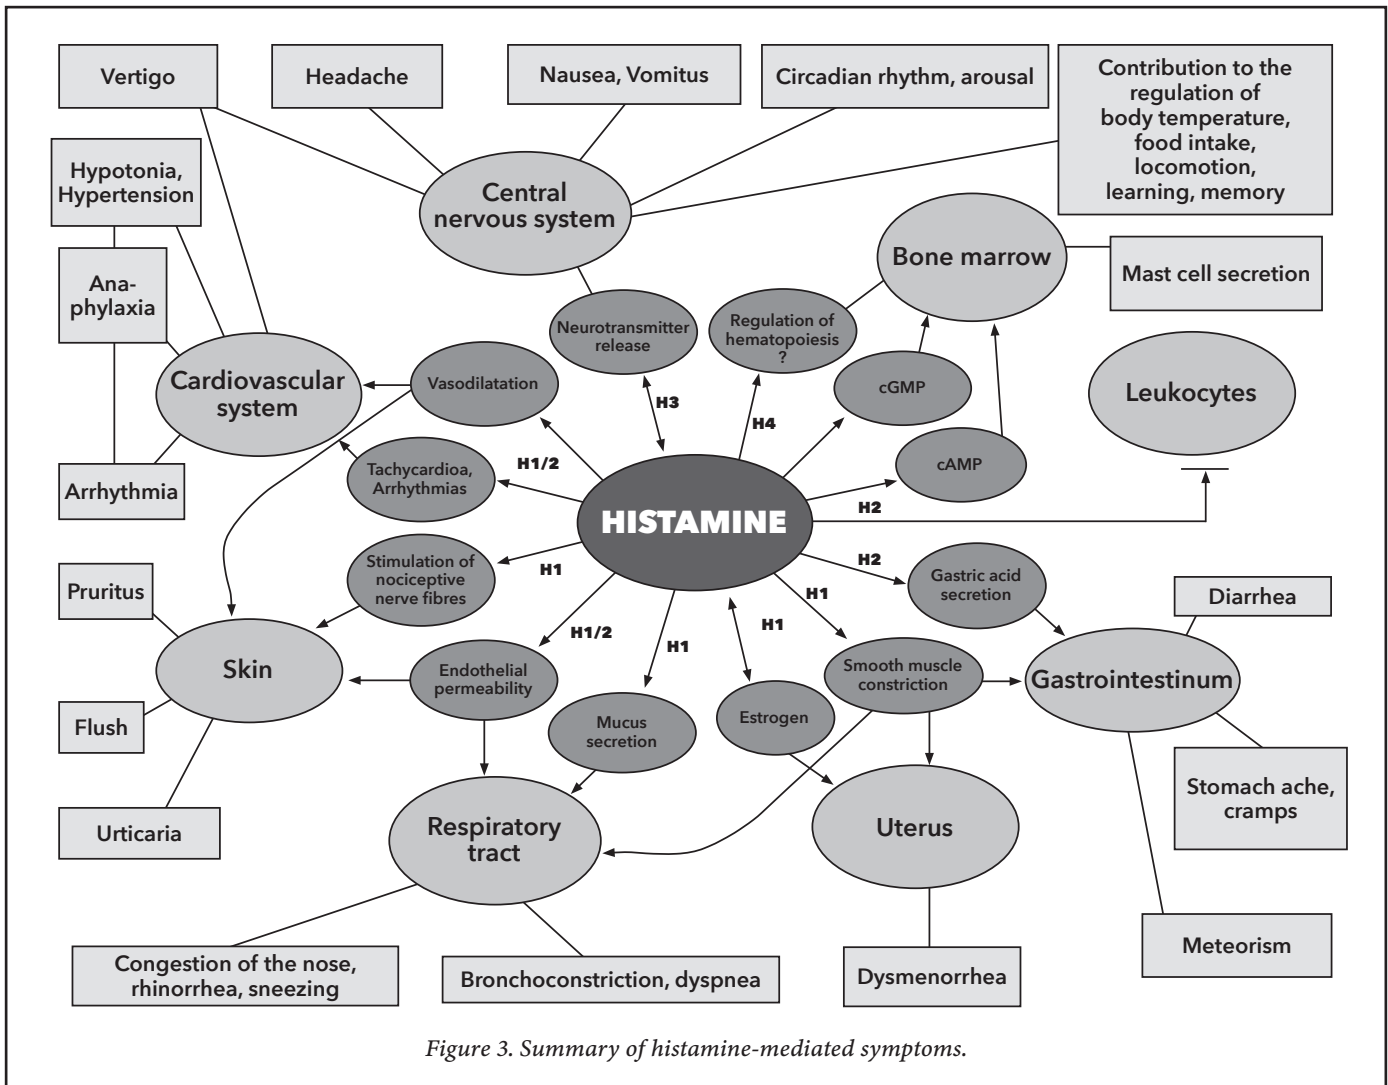 Vertigo
Headache
Nausea, Vomitus
Circadian rhythm, arousal
Contribution to the
regulation of
body temperature,
food intake,
locomotion,
learning, memory
Hypotonia,
Hypertension
Central
nervous system
Bone marrow
Mast cell secretion
Ana-
phylaxia
Neurotransmitter
release
Regulation of
hematopoiesis
?
Cardiovascular
system
Vasodilatation
cGMP
Leukocytes
H3
H4
H1/2
Tachycardioa,
Arrhythmias
cAMP
Arrhythmia
HISTAMINE
H2
Stimulation of
nociceptive
nerve fibres
H1
H2
Gastric acid
secretion
Pruritus
H1
Diarrhea
H1/2
H1
H1
Skin
Endothelial
permeability
Smooth muscle
constriction
Gastrointestinum
Flush
Mucus
secretion
Estrogen
Stomach ache,
cramps
Urticaria
Respiratory
tract
Uterus
Meteorism
Congestion of the nose,
rhinorrhea, sneezing
Bronchoconstriction, dyspnea
Dysmenorrhea
Figure 3. Summary of histamine-mediated symptoms.